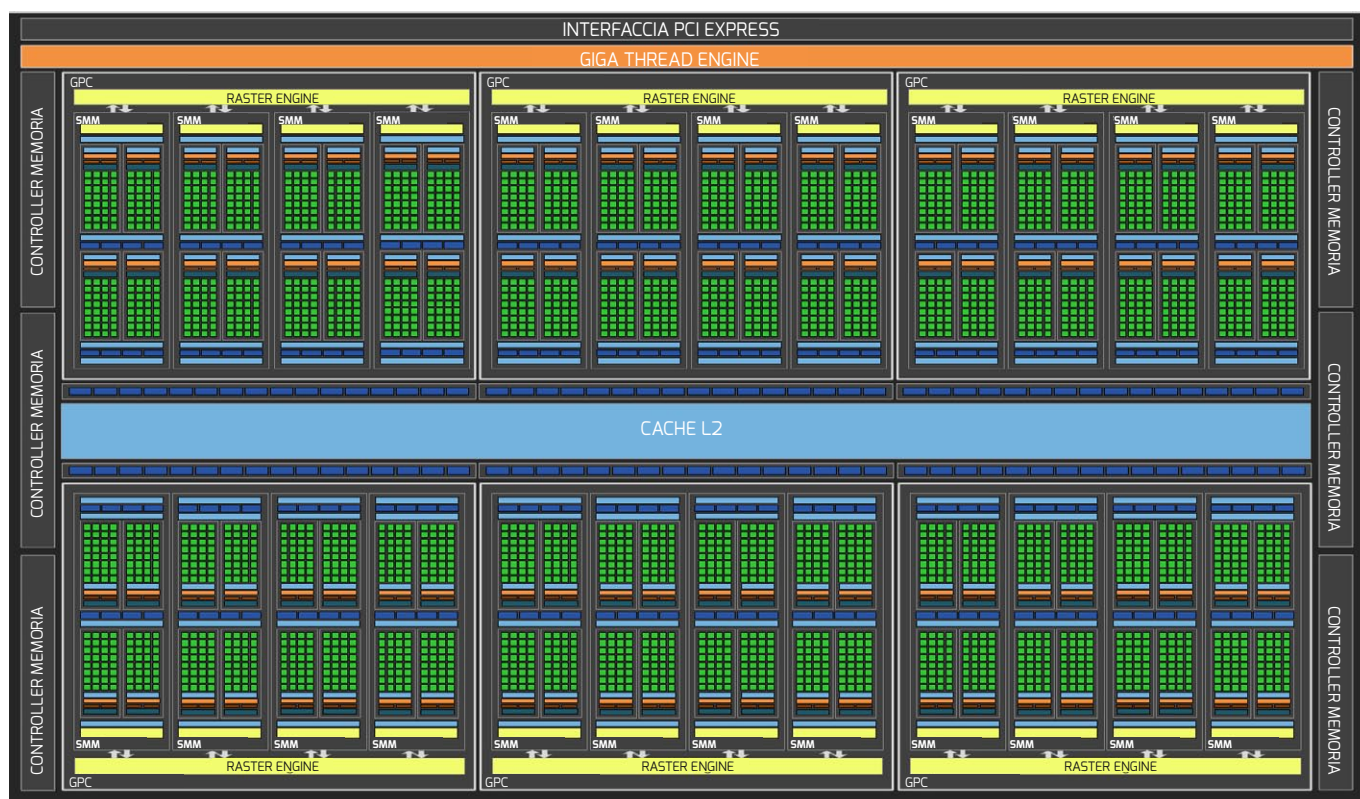 INTERFACCIA PCI EXPRESS
GIGA THREAD ENGINE
CONTROLLER MEMORIA
CONTROLLER MEMORIA
CONTROLLER MEMORIA
GPC
RASTER ENGINE
SMM SMM SMM SMM
GPC
RASTER ENGINE
SMM SMM SMM SMM
GPC
RASTER ENGINE
SMM SMM SMM SMM
CACHE L2
SMM SMM SMM SMM
RASTER ENGINE
GPC
SMM SMM SMM SMM
RASTER ENGINE
GPC
SMM SMM SMM SMM
RASTER ENGINE
GPC
CONTROLLER MEMORIA
CONTROLLER MEMORIA
CONTROLLER MEMORIA